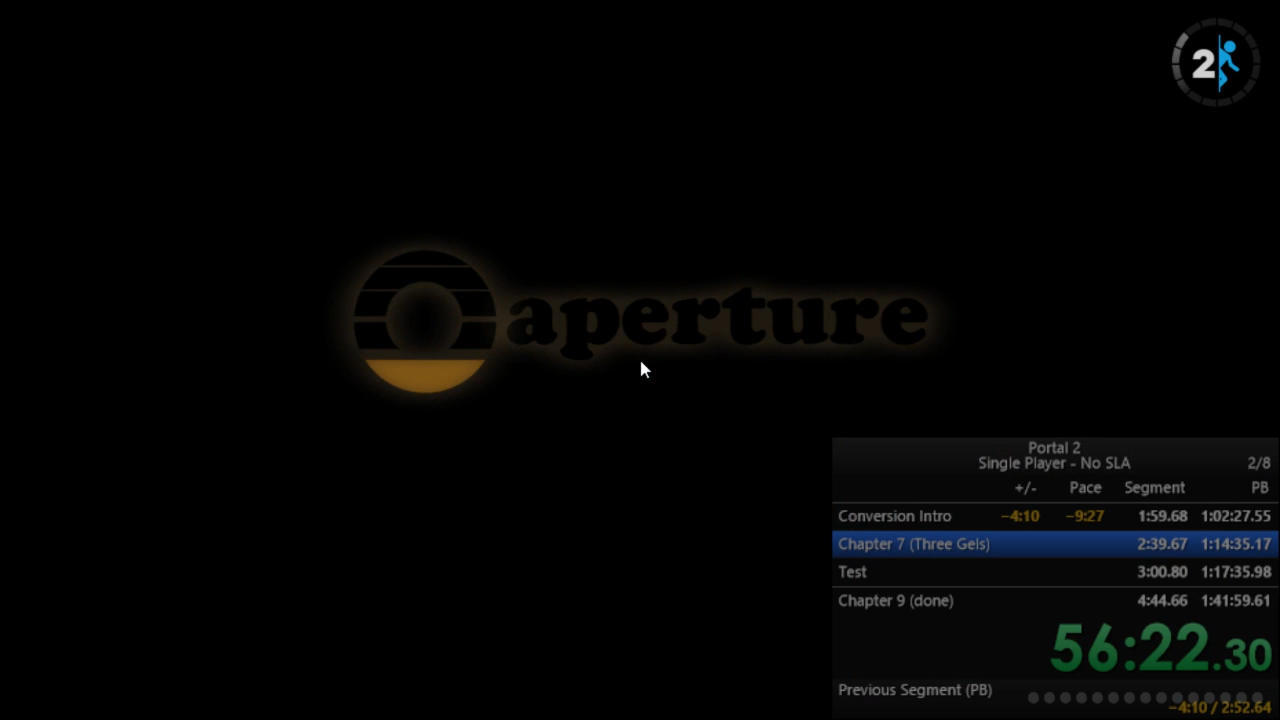 2
aperture
Portal 2
Single Player - No SLA 2/8
+/- Pace Segment PB
Conversion Intro −4:10 −9:27 1:59.68 1:02:27.55
Chapter 7 (Three Gels) 2:39.67 1:14:35.17
Test 3:00.80 1:17:35.98
Chapter 9 (done) 4:44.66 1:41:59.61
56:22.30
Previous Segment (PB)
−4:10 / 2:52.64